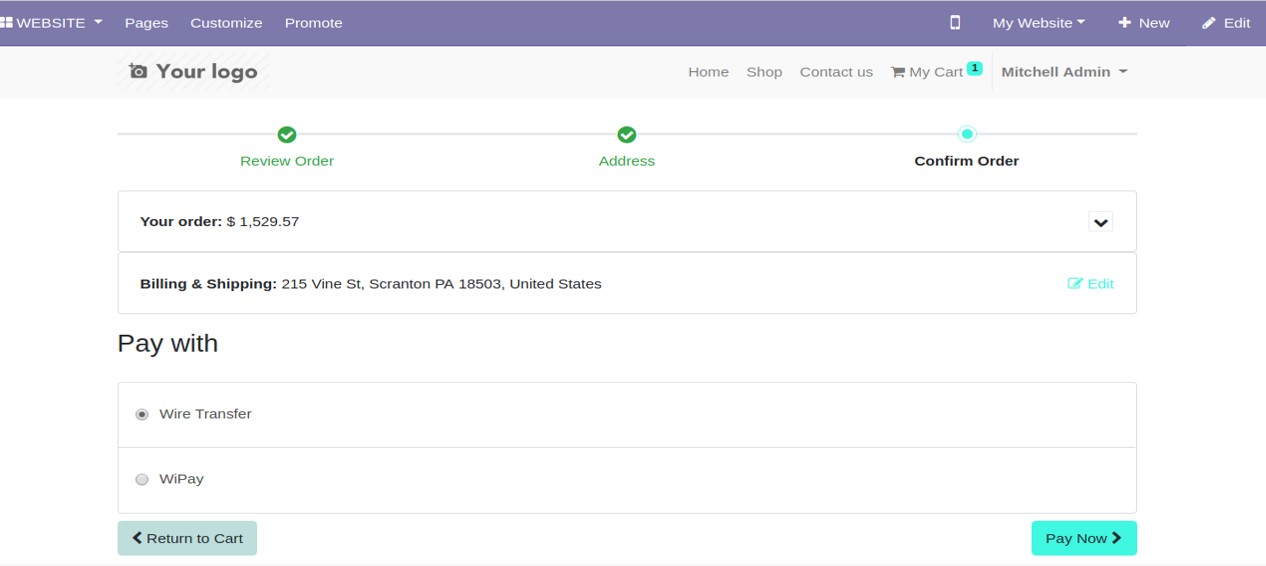 WEBSITE Pages Customize Promote My Website New Edit
Your logo Home Shop Contact us My Cart 1 Mitchell Admin
Review Order Address Confirm Order
Your order: $ 1,529.57
Billing & Shipping: 215 Vine St, Scranton PA 18503, United States Edit
Pay with
Wire Transfer
WiPay
Return to Cart Pay Now